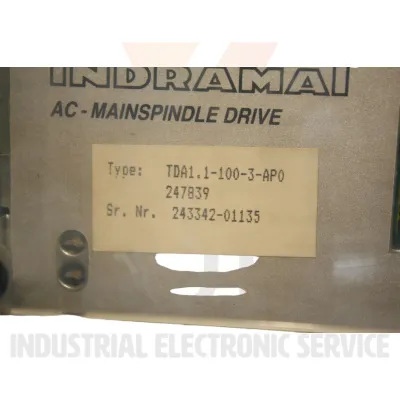 INDRAMAT
AC - MAINSPINDLE DRIVE
Type: TDA1.1-100-3-AP0
247839
Sr. Nr. 243342-01135
INDUSTRIAL ELECTRONIC SERVICE